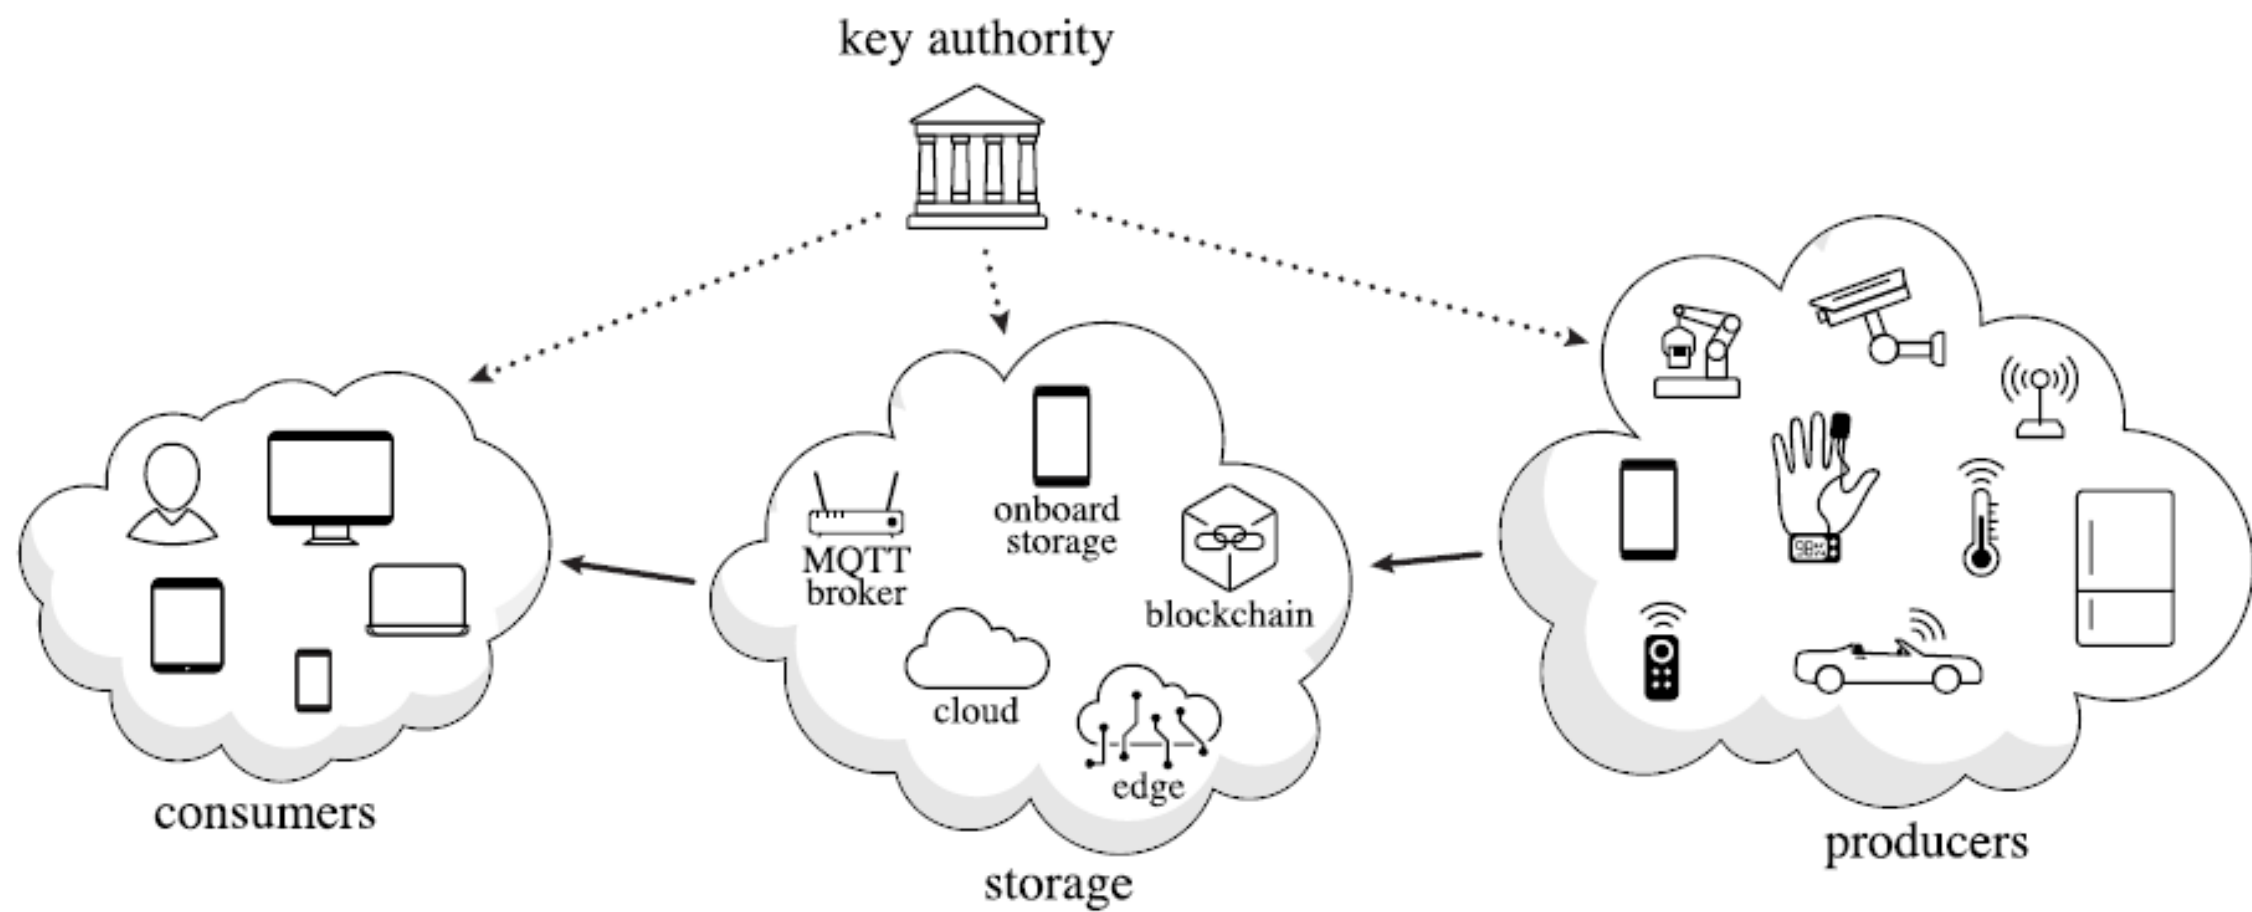 key authority
onboard
storage
MQTT
broker
blockchain
cloud
edge
consumers
storage
producers